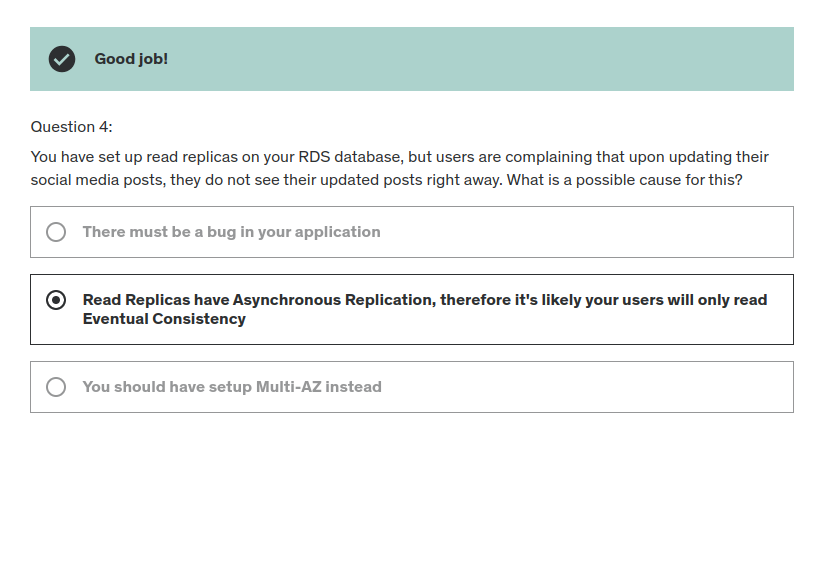 Good job!
Question 4:
You have set up read replicas on your RDS database, but users are complaining that upon updating their
social media posts, they do not see their updated posts right away. What is a possible cause for this?
There must be a bug in your application
Read Replicas have Asynchronous Replication, therefore it's likely your users will only read
Eventual Consistency
You should have setup Multi-AZ instead